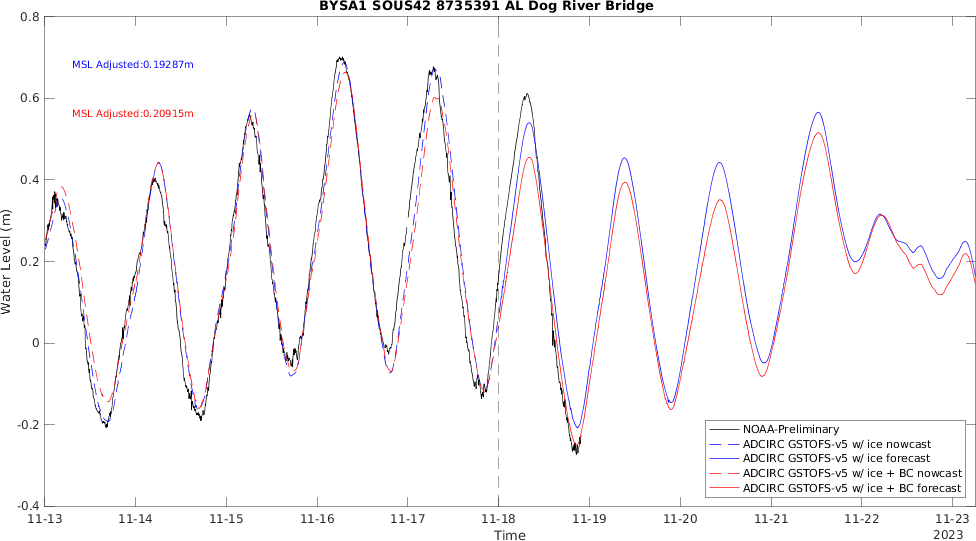 BYSA1 SOUS42 8735391 AL Dog River Bridge
MSL Adjusted:0.19287m
MSL Adjusted:0.20915m
Water Level (m)
0.8
0.6
0.4
0.2
0
-0.2
-0.4
NOAA-Preliminary
ADCIRC GSTOFS-v5 w/ ice nowcast
ADCIRC GSTOFS-v5 w/ ice forecast
ADCIRC GSTOFS-v5 w/ ice + BC nowcast
ADCIRC GSTOFS-v5 w/ ice + BC forecast
11-13 11-14 11-15 11-16 11-17 11-18 11-19 11-20 11-21 11-22 11-23
Time
2023